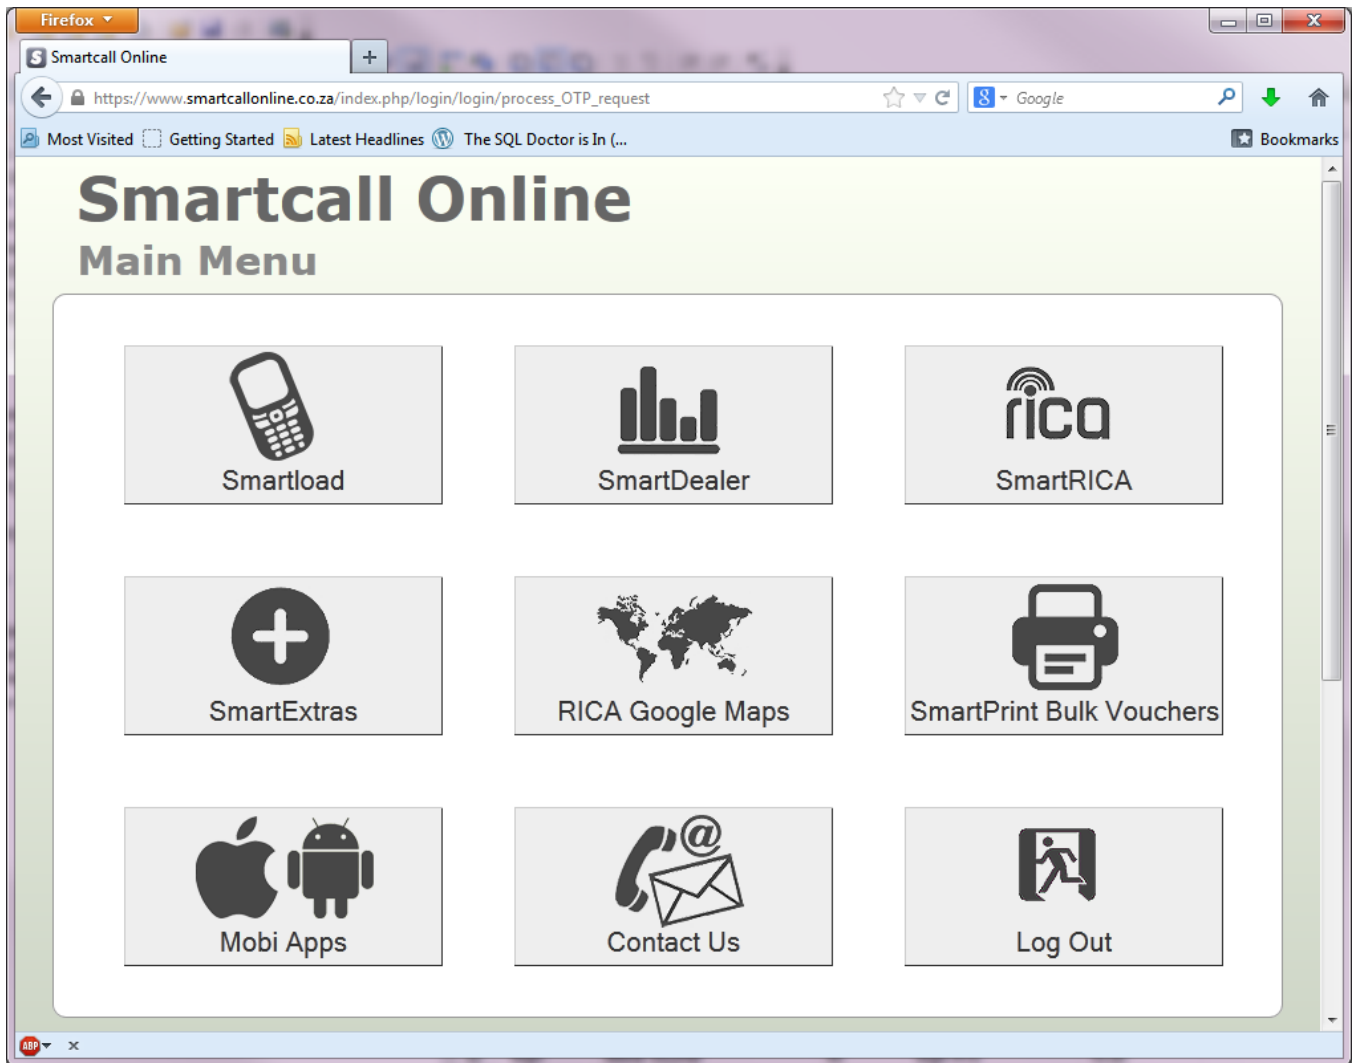 Firefox
Smartcall Online
https://www.smartcallonline.co.za/index.php/login/login/process_OTP_request
Google
Most Visited Getting Started Latest Headlines The SQL Doctor is In (... Bookmarks
Smartcall Online
Main Menu
rica
Smartload SmartDealer SmartRICA
SmartExtras RICA Google Maps SmartPrint Bulk Vouchers
@
Mobi Apps Contact Us Log Out
ABP